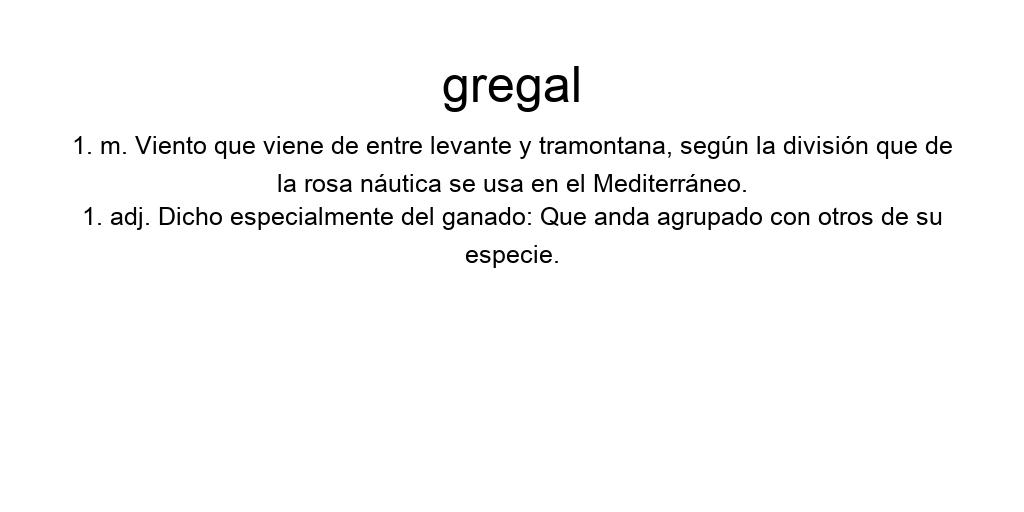 gregal
1. m. Viento que viene de entre levante y tramontana, según la división que de
la rosa náutica se usa en el Mediterráneo.
1. adj. Dicho especialmente del ganado: Que anda agrupado con otros de su
especie.